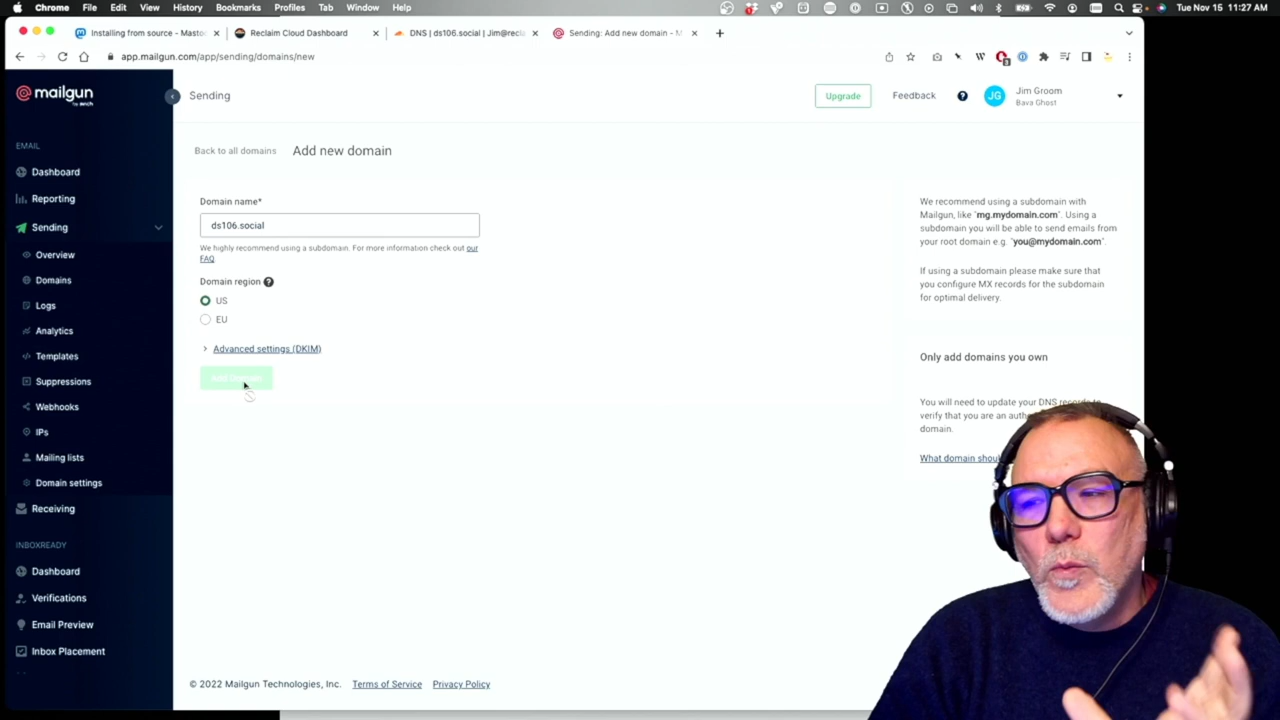 Chrome File Edit View History Bookmarks Profiles Tab Window Help Tue Nov 15 11:27 AM
Installing from source - Masto Reclaim Cloud Dashboard DNS | ds106.social | Jim@recla Sending: Add new domain - M
app.mailgun.com/app/sending/domains/new
mailgun
Sending
Upgrade
Feedback
JG
Jim Groom
Bava Ghost
EMAIL
Dashboard
Reporting
Sending
Overview
Domains
Logs
Analytics
Templates
Suppressions
Webhooks
IPs
Mailing lists
Domain settings
Receiving
INBOXREADY
Dashboard
Verifications
Email Preview
Inbox Placement
Back to all domains Add new domain
Domain name*
ds106.social
We highly recommend using a subdomain. For more information check out our
FAQ
Domain region
US
EU
Advanced settings (DKIM)
Add Domain
We recommend using a subdomain with
Mailgun, like "mg.mydomain.com". Using a
subdomain you will be able to send emails from
your root domain e.g. "you@mydomain.com".
If using a subdomain please make sure that
you configure MX records for the subdomain
for optimal delivery.
Only add domains you own
You will need to update your DNS records to
verify that you are an
domain.
What domain
© 2022 Mailgun Technologies, Inc. Terms of Service Privacy Policy